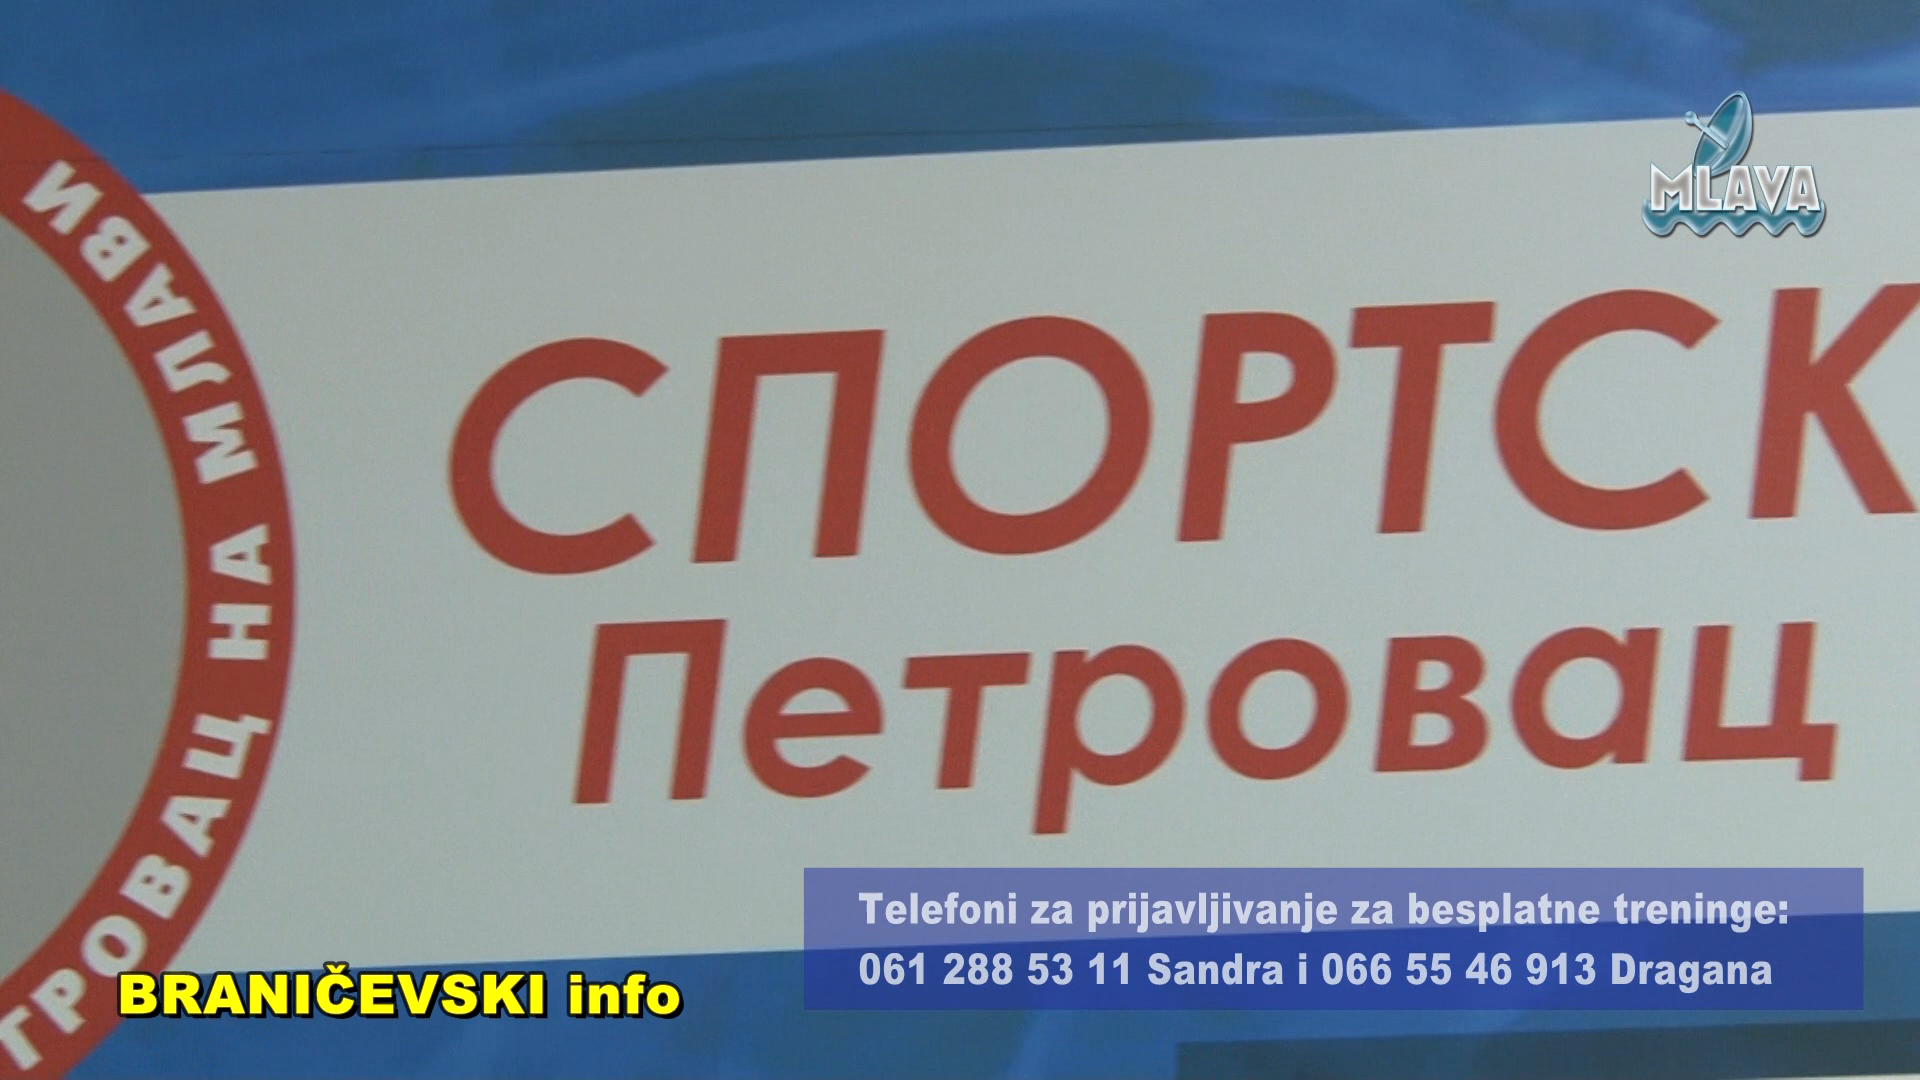 MLAVA
СПОРТСК
Петровац
ТРОВАЦ НА МЛАВИ
Telefoni za prijavljivanje za besplatne treninge:
061 288 53 11 Sandra i 066 55 46 913 Dragana
BRANIČEVSKI info